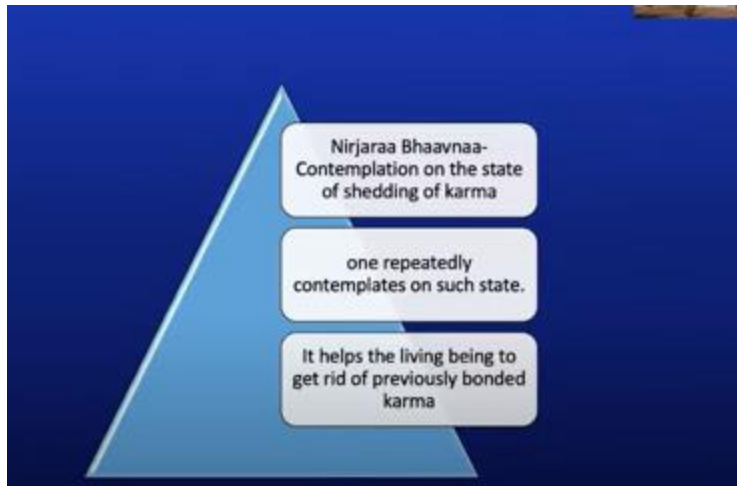 Nirjaraa Bhaavnaa-
Contemplation on the state
of shedding of karma
one repeatedly
contemplates on such state.
It helps the living being to
get rid of previously bonded
karma